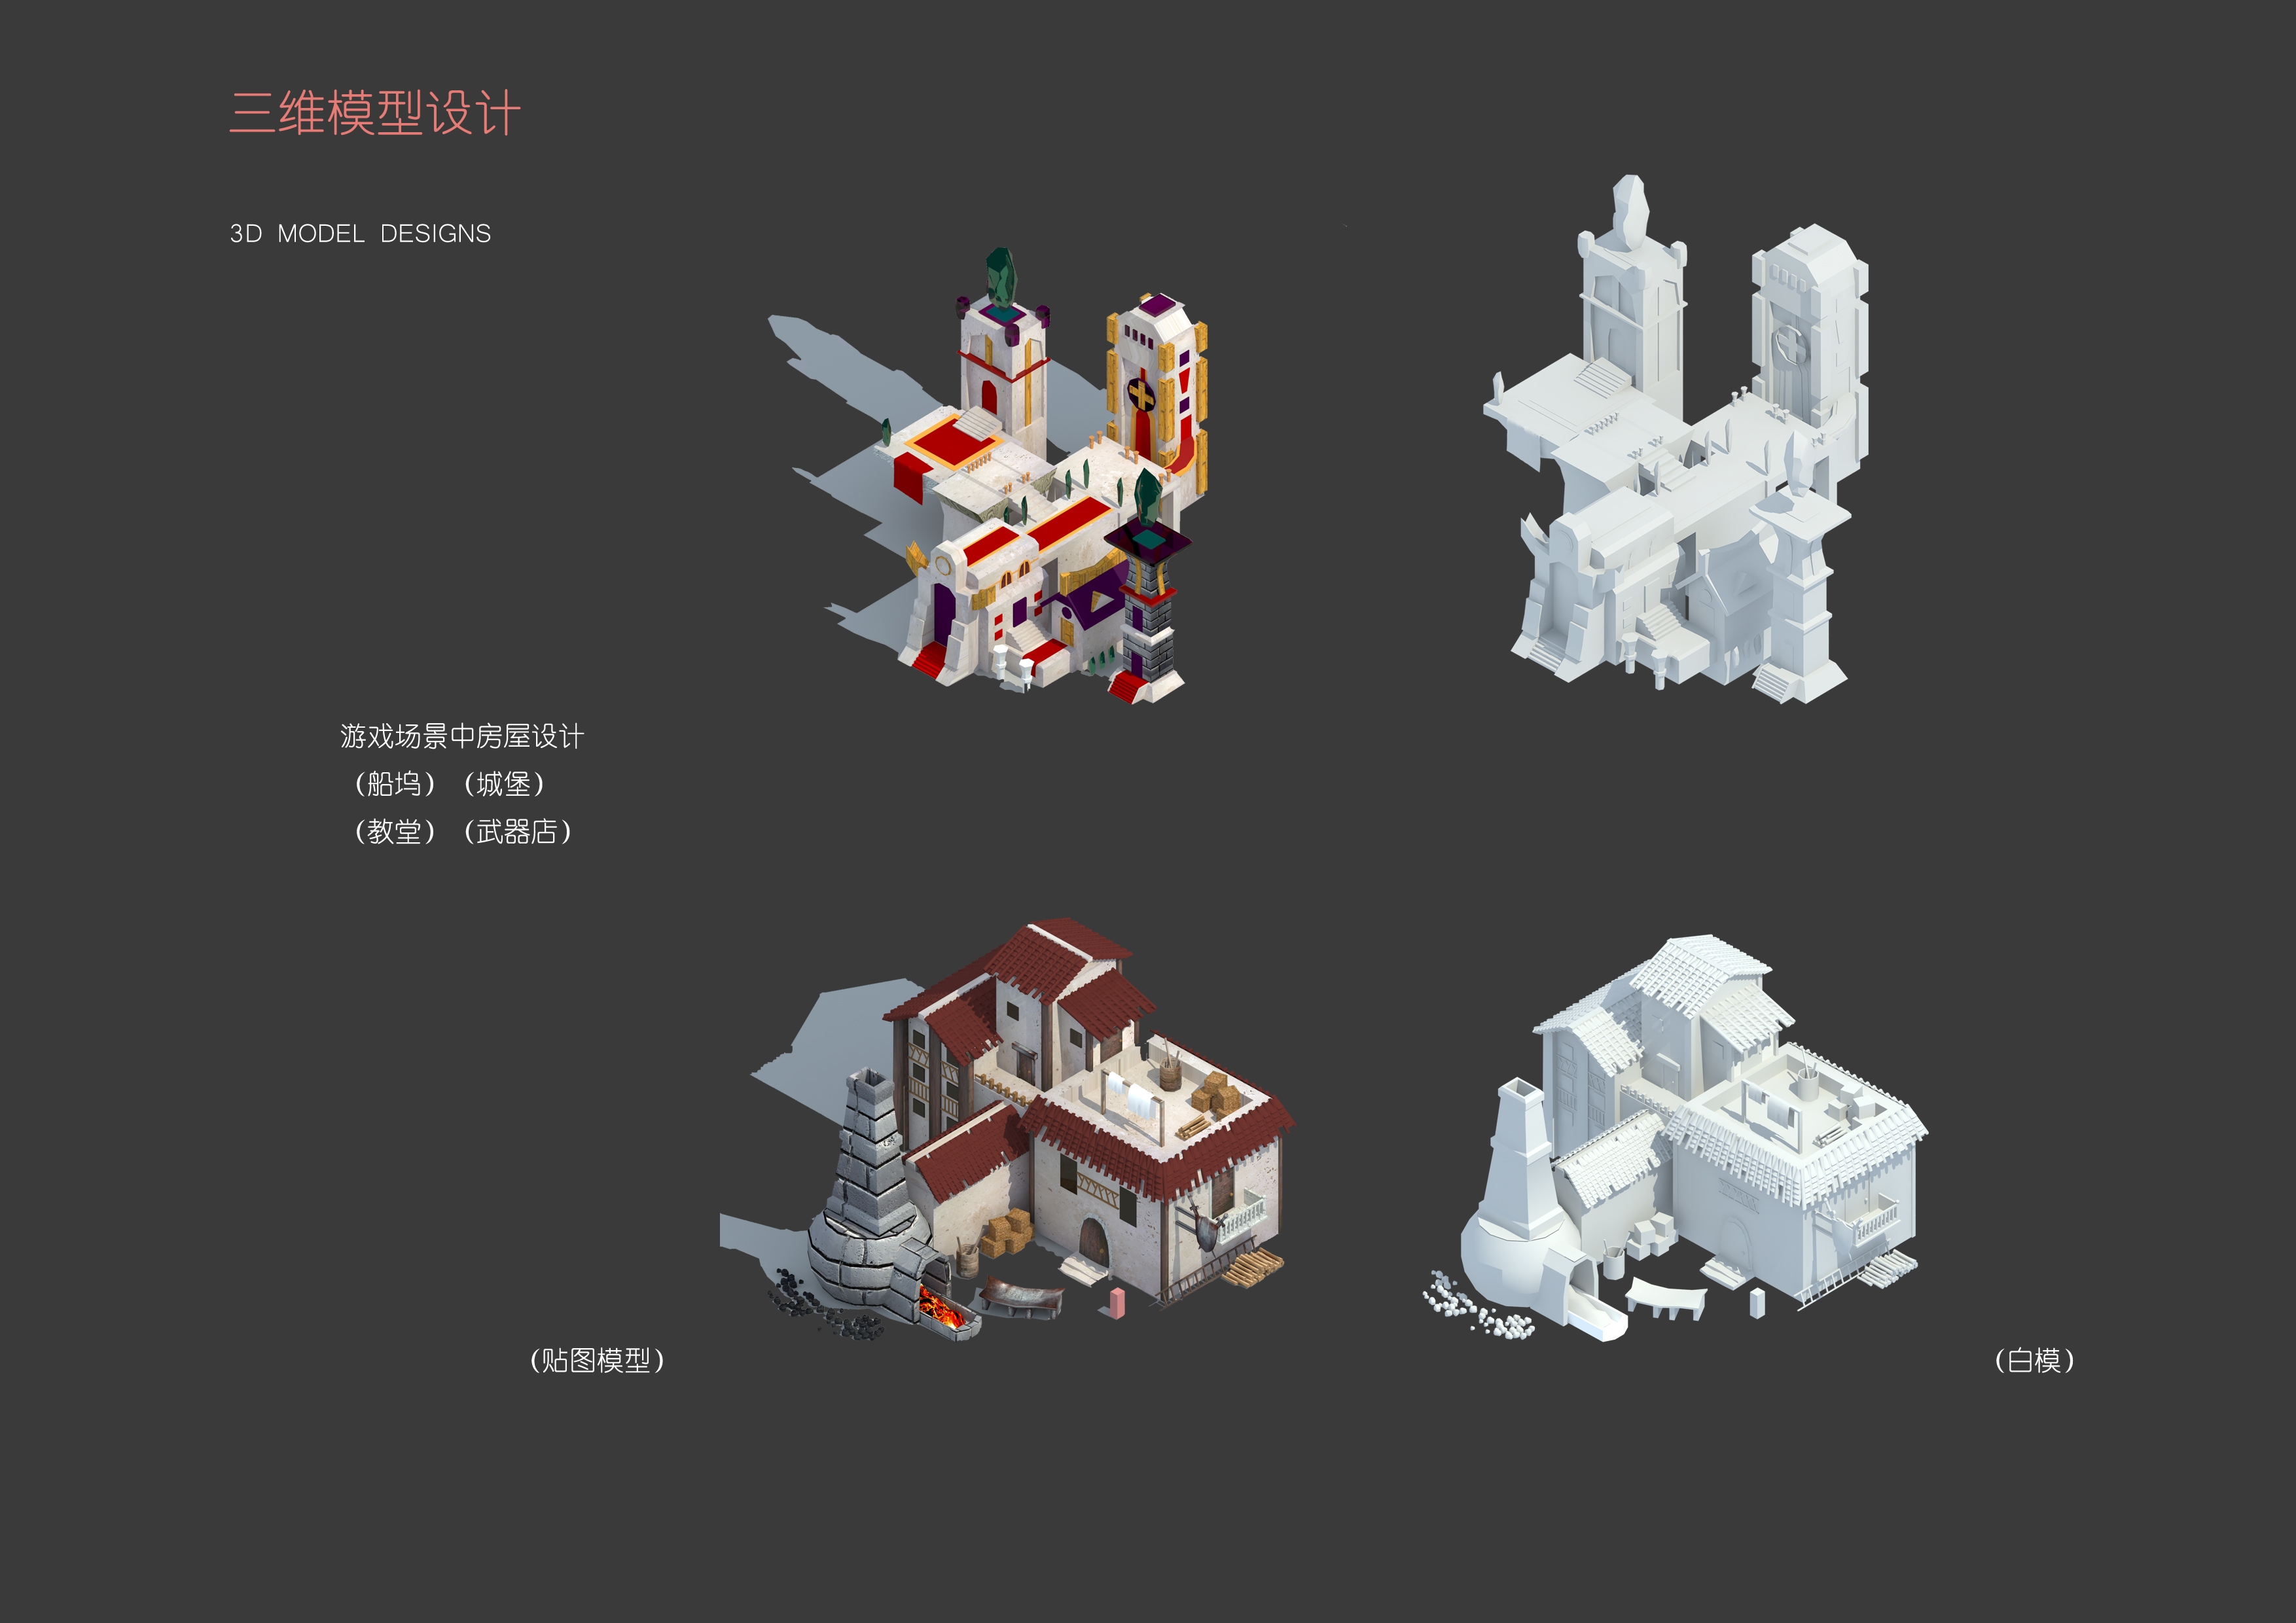 三维模型设计
3D MODEL DESIGNS
游戏场景中房屋设计
（船坞）（城堡）
（教堂）（武器店）
（贴图模型）
（白模）